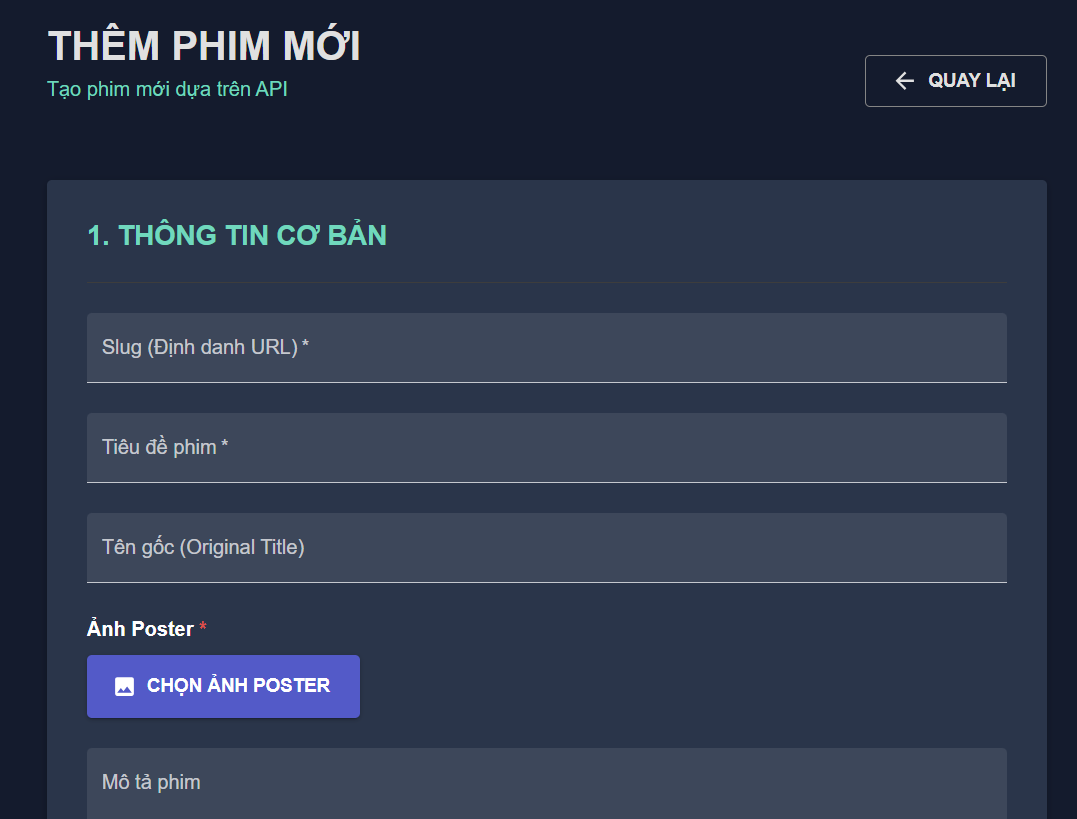 THÊM PHIM MỚI
Tạo phim mới dựa trên API
QUAY LẠI
1. THÔNG TIN CƠ BẢN
Slug (Định danh URL) *
Tiêu đề phim *
Tên gốc (Original Title)
Ảnh Poster *
CHỌN ẢNH POSTER
Mô tả phim